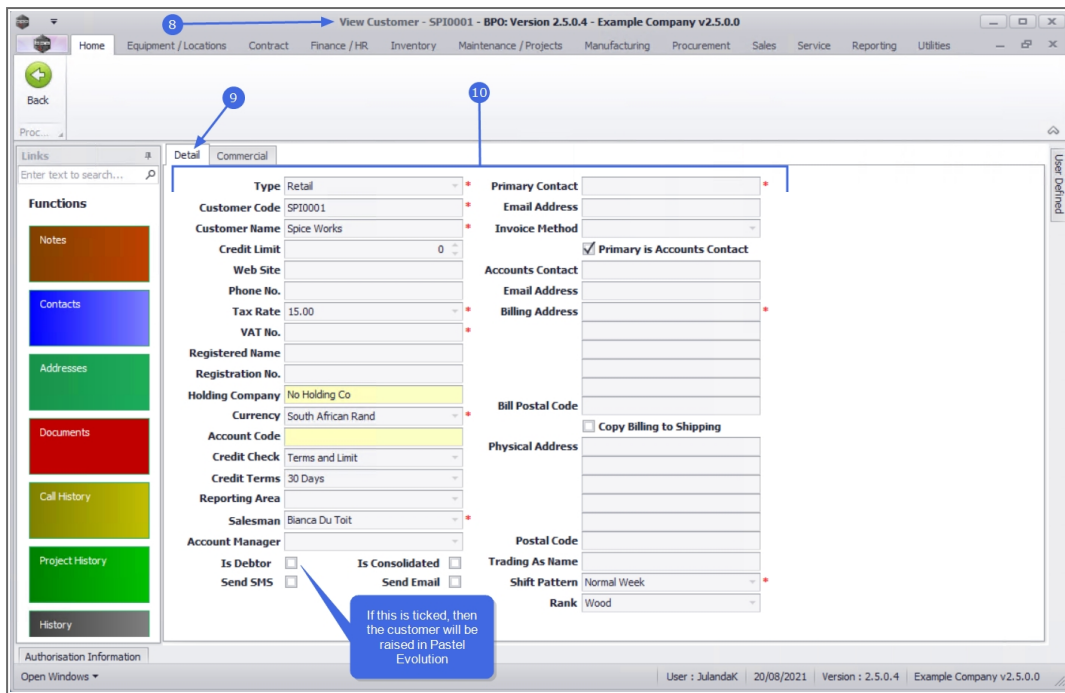 8
View Customer - SPI0001 - BPO: Version 2.5.0.4 - Example Company v2.5.0.0
Home Equipment / Locations Contract Finance / HR Inventory Maintenance / Projects Manufacturing Procurement Sales Service Reporting Utilities
Back
Proc...
9
10
Links
Enter text to search...
Functions
Notes
Contacts
Addresses
Documents
Call History
Project History
History
Detail Commercial
Type Retail *
Customer Code SPI0001 *
Customer Name Spice Works *
Credit Limit 0
Web Site
Phone No.
Tax Rate 15.00 *
VAT No. *
Registered Name
Registration No.
Holding Company No Holding Co
Currency South African Rand *
Account Code
Credit Check Terms and Limit
Credit Terms 30 Days
Reporting Area
Salesman Bianca Du Toit *
Account Manager
Is Debtor Is Consolidated
Send SMS Send Email
Primary Contact *
Email Address
Invoice Method
Primary is Accounts Contact
Accounts Contact
Email Address
Billing Address *
Bill Postal Code
Copy Billing to Shipping
Physical Address
Postal Code
Trading As Name
Shift Pattern Normal Week *
Rank Wood
If this is ticked, then
the customer will be
raised in Pastel
Evolution
User Defined
Authorisation Information
Open Windows User : JulandaK 20/08/2021 Version : 2.5.0.4 Example Company v2.5.0.0